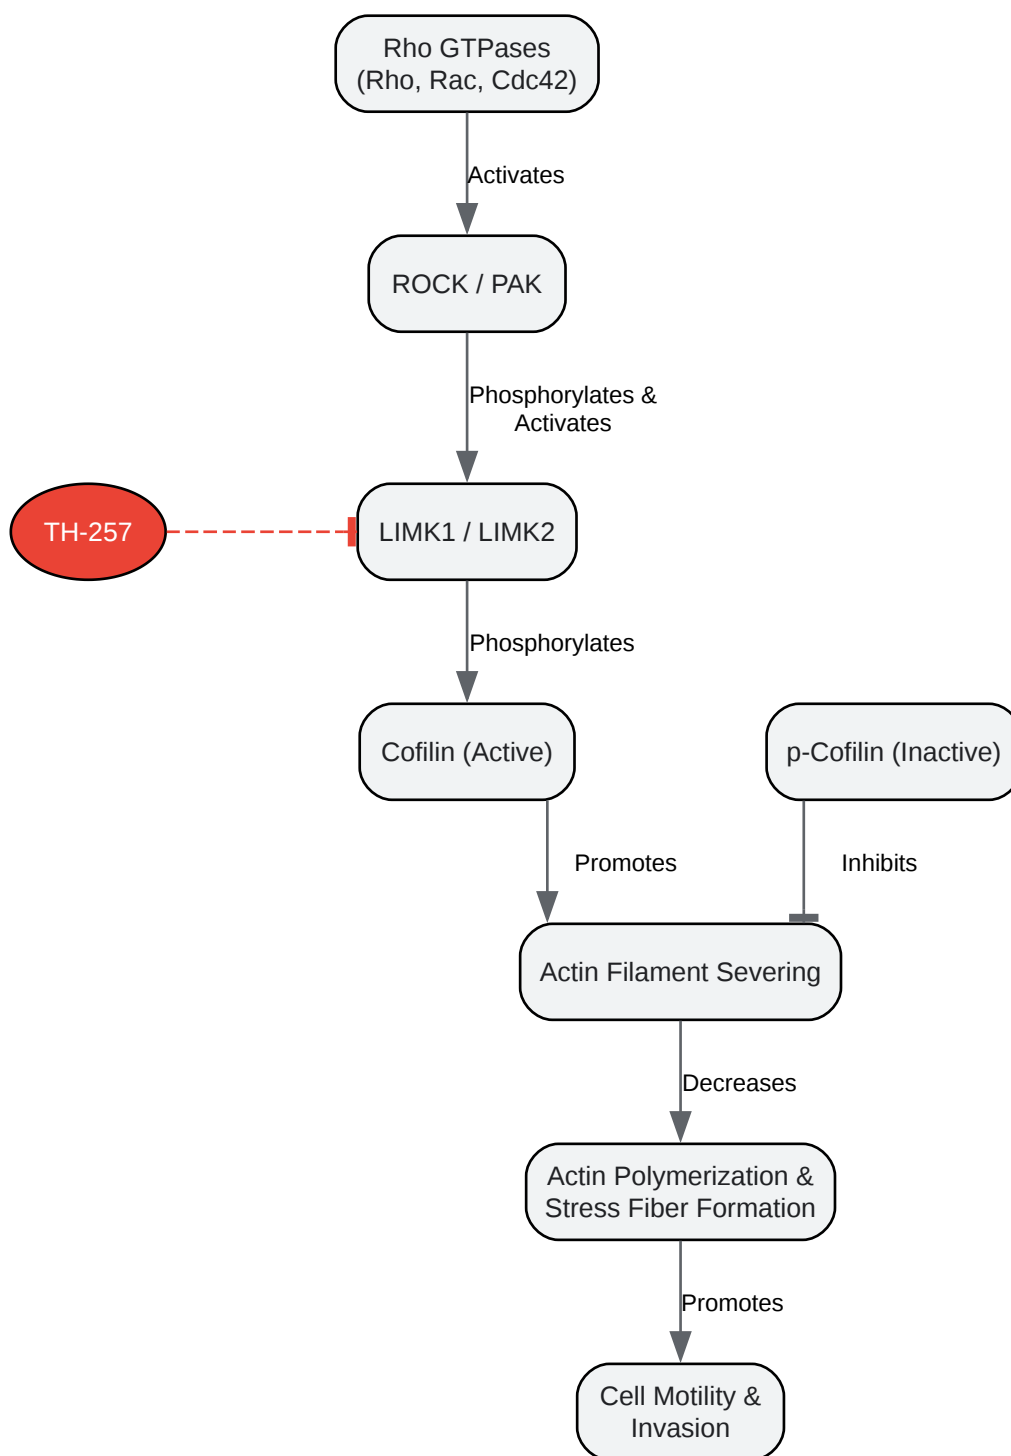 Rho GTPases
(Rho, Rac, Cdc42)
Activates
ROCK / PAK
Phosphorylates &
Activates
TH-257
LIMK1 / LIMK2
Phosphorylates
Cofilin (Active)
p-Cofilin (Inactive)
Promotes
Inhibits
Actin Filament Severing
Decreases
Actin Polymerization &
Stress Fiber Formation
Promotes
Cell Motility &
Invasion